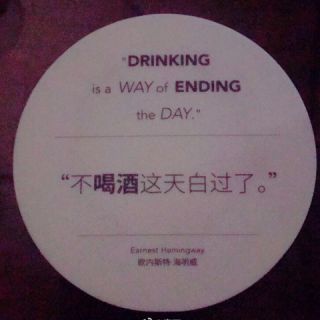 "DRINKING
is a WAY of ENDING
the DAY."
“不喝酒这天白过了。”
Earnest Hemingway
欧内斯特·海明威